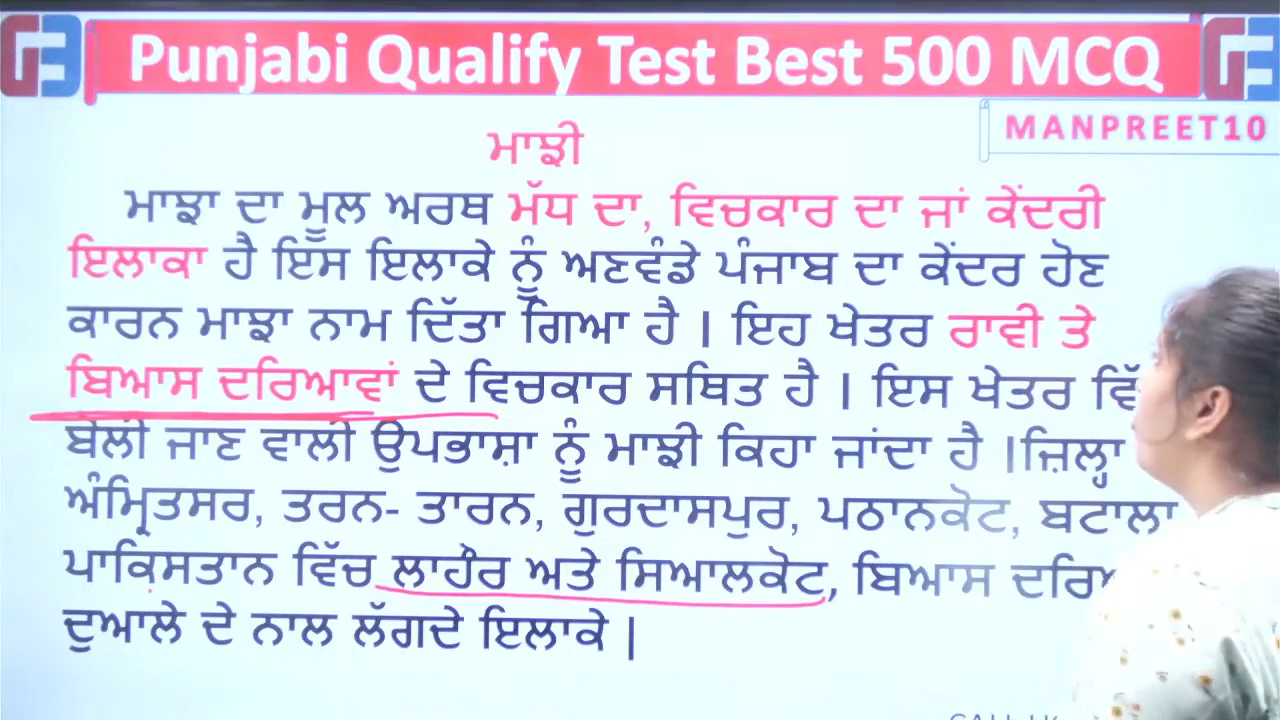 Punjabi Qualify Test Best 500 MCQ
MANPREET10
ਮਾਝੀ
ਮਾਝਾ ਦਾ ਮੂਲ ਅਰਥ ਮੱਧ ਦਾ, ਵਿਚਕਾਰ ਦਾ ਜਾਂ ਕੇਂਦਰੀ
ਇਲਾਕਾ ਹੈ ਇਸ ਇਲਾਕੇ ਨੂੰ ਅਣਵੰਡੇ ਪੰਜਾਬ ਦਾ ਕੇਂਦਰ ਹੋਣ
ਕਾਰਨ ਮਾਝਾ ਨਾਮ ਦਿੱਤਾ ਗਿਆ ਹੈ | ਇਹ ਖੇਤਰ ਰਾਵੀ ਤੇ
ਬਿਆਸ ਦਰਿਆਵਾਂ ਦੇ ਵਿਚਕਾਰ ਸਥਿਤ ਹੈ | ਇਸ ਖੇਤਰ
ਬੋਲੀ ਜਾਣ ਵਾਲੀ ਉਪਭਾਸ਼ਾ ਨੂੰ ਮਾਝੀ ਕਿਹਾ ਜਾਂਦਾ ਹੈ |ਜ਼ਿਲ੍ਹਾ
ਅੰਮ੍ਰਿਤਸਰ, ਤਰਨ- ਤਾਰਨ, ਗੁਰਦਾਸਪੁਰ, ਪਠਾਨਕੋਟ, ਬਟਾਲਾ
ਪਾਕਿਸਤਾਨ ਵਿੱਚ ਲਾਹੌਰ ਅਤੇ ਸਿਆਲਕੋਟ, ਬਿਆਸ
ਦੁਆਲੇ ਦੇ ਨਾਲ ਲੱਗਦੇ ਇਲਾਕੇ |